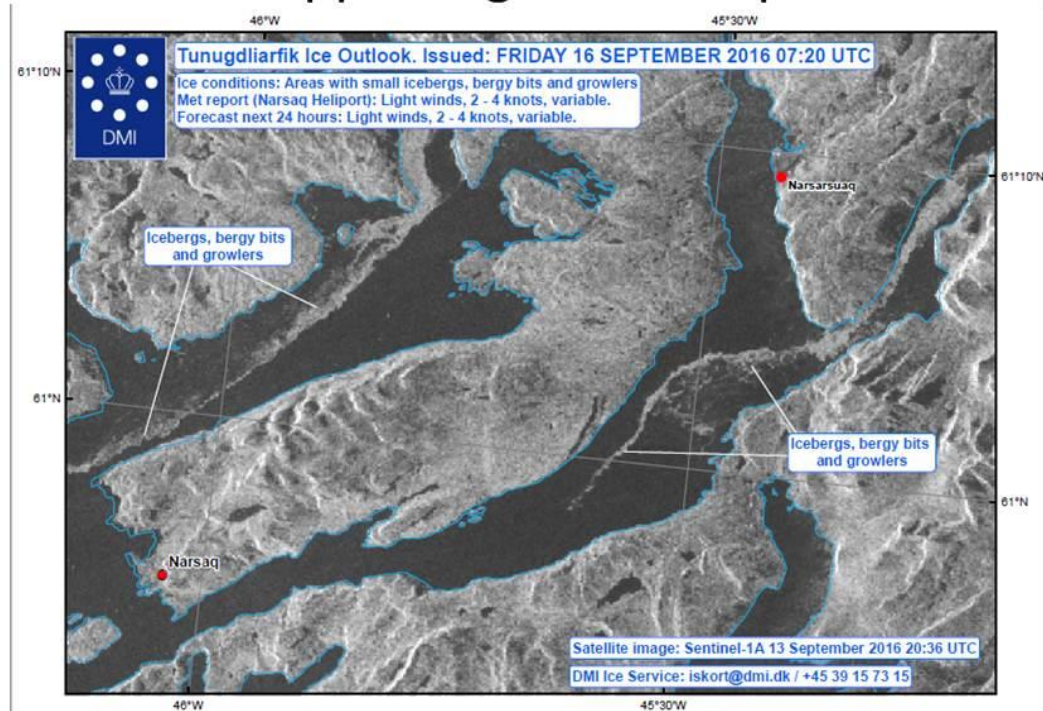 46°W
45°30'W
61°10'N
DMI
Tunugdliarfik Ice Outlook. Issued: FRIDAY 16 SEPTEMBER 2016 07:20 UTC
Ice conditions: Areas with small icebergs, bergy bits and growlers
Met report (Narsaq Heliport): Light winds, 2 - 4 knots, variable.
Forecast next 24 hours: Light winds, 2 - 4 knots, variable.
Narsarsuaq
61°10'N
Icebergs, bergy bits
and growlers
61°N
Icebergs, bergy bits
and growlers
61°N
Narsaq
Satellite image: Sentinel-1A 13 September 2016 20:36 UTC
DMI Ice Service: iskort@dmi.dk / +45 39 15 73 15
46°W
45°30'W